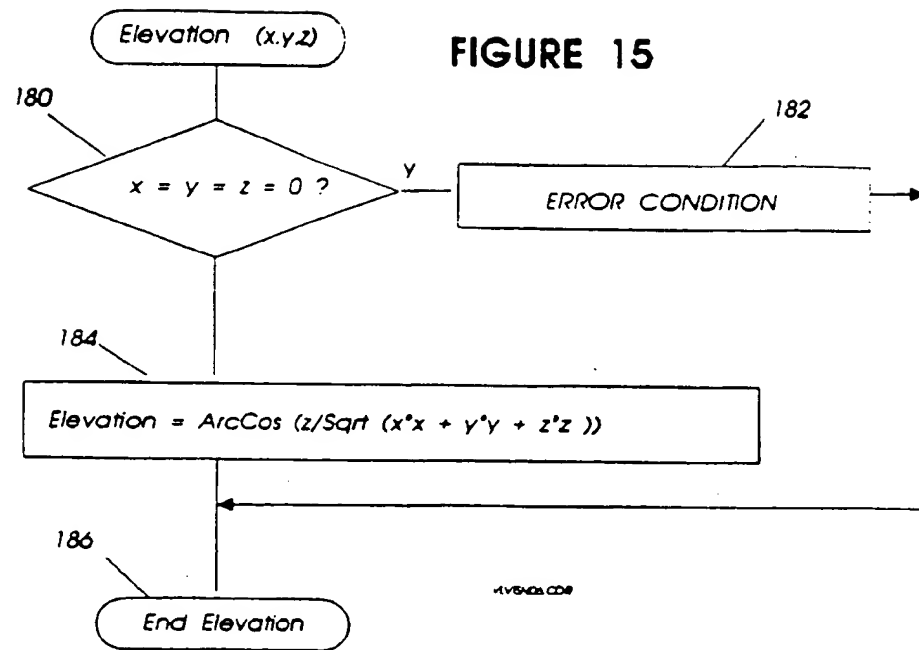 Elevation (x.y.z)
FIGURE 15
180
182
x = y = z = 0 ?
Y
ERROR CONDITION
184
Elevation = ArcCos (z/Sqrt (x*x + y*y + z*z ))
186
End Elevation